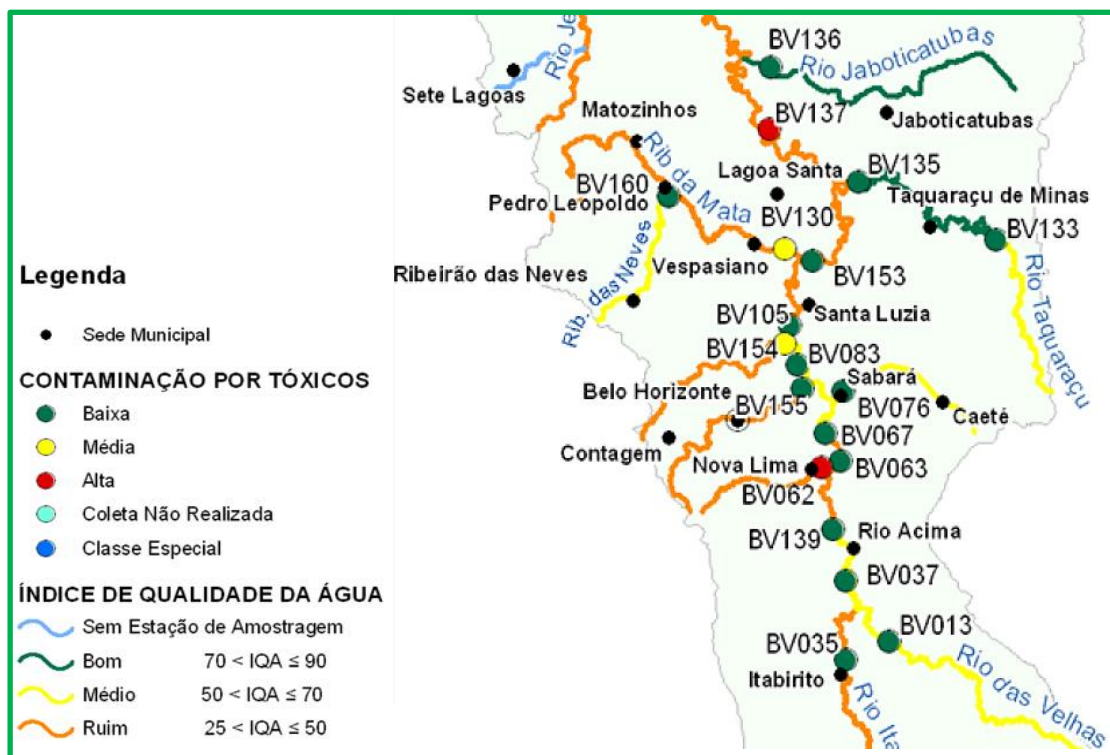 BV136
Rio Je
Rio Jaboticatubas
Sete Lagoas
Matozinhos
BV137
Jaboticatubas
Rib da Mata
Lagoa Santa
BV135
BV160
Taquaraçu de Minas
Pedro Leopoldo
BV130
BV133
Rib. das Neves
Ribeirão das Neves
Vespasiano
BV153
Rio Taquaraçu
Legenda
Sede Municipal
BV105
Santa Luzia
BV154
BV083
CONTAMINAÇÃO POR TÓXICOS
Belo Horizonte
Sabará
BV155
BV076
Caeté
Baixa
Média
Contagem
BV067
Nova Lima
BV063
Alta
BV062
Coleta Não Realizada
BV139
Rio Acima
Classe Especial
BV037
ÍNDICE DE QUALIDADE DA ÁGUA
Sem Estação de Amostragem
BV013
BV035
Bom 70 < IQA ≤ 90
Itabirito
Rio das Velhas
Médio 50 < IQA ≤ 70
Rio Ita
Ruim 25 < IQA ≤ 50